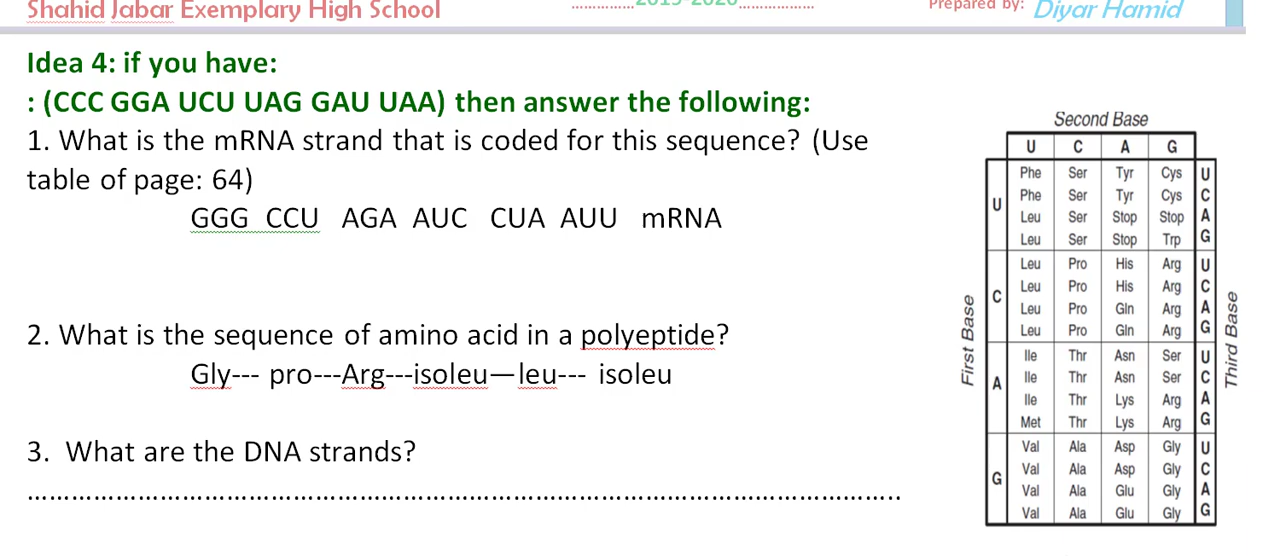 Shahid Jabar Exemplary High School
……………2019-2020………………
Prepared by: Diyar Hamid
Idea 4: if you have:
: (CCC GGA UCU UAG GAU UAA) then answer the following:
1. What is the mRNA strand that is coded for this sequence? (Use
table of page: 64)
GGG CCU AGA AUC CUA AUU mRNA
2. What is the sequence of amino acid in a polyeptide?
Gly--- pro---Arg---isoleu—leu--- isoleu
3. What are the DNA strands?
……………………………………………………………………………………………………..
Second Base
U C A G
First Base
Third Base
U
Phe Ser Tyr Cys U
Phe Ser Tyr Cys C
Leu Ser Stop Stop A
Leu Ser Stop Trp G
C
Leu Pro His Arg U
Leu Pro His Arg C
Leu Pro Gln Arg A
Leu Pro Gln Arg G
A
Ile Thr Asn Ser U
Ile Thr Asn Ser C
Ile Thr Lys Arg A
Met Thr Lys Arg G
G
Val Ala Asp Gly U
Val Ala Asp Gly C
Val Ala Glu Gly A
Val Ala Glu Gly G